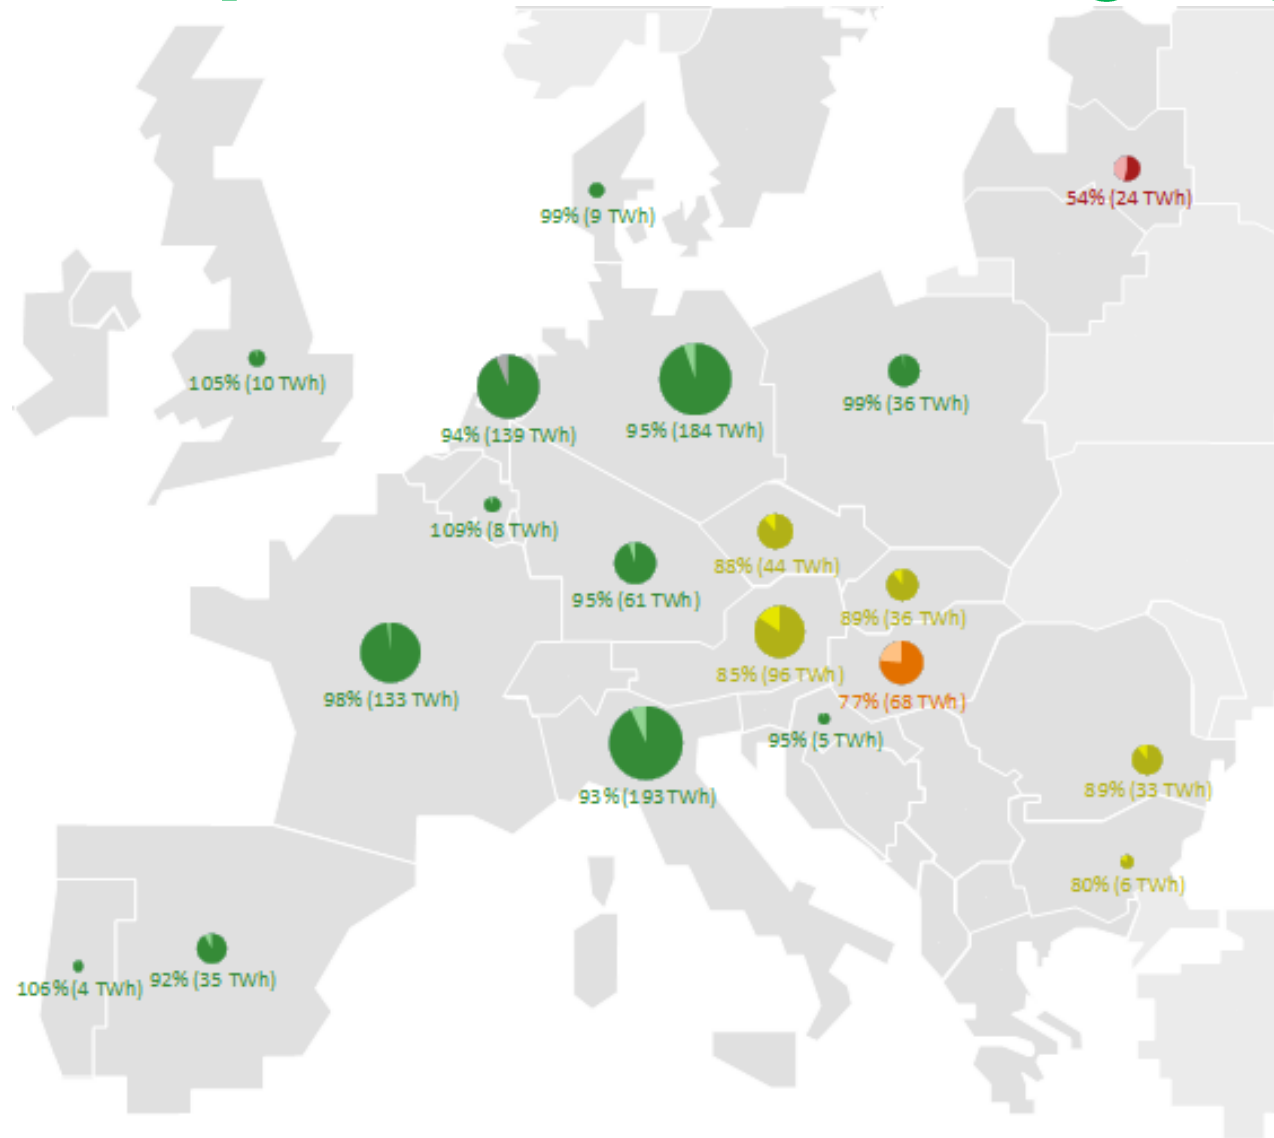 54% (24 TWh)
99% (9 TWh)
105% (10 TWh)
94% (139 TWh)
95% (184 TWh)
99% (36 TWh)
109% (8 TWh)
88% (44 TWh)
95% (61 TWh)
89% (36 TWh)
85% (96 TWh)
98% (133 TWh)
77% (68 TWh)
95% (5 TWh)
93% (193 TWh)
89% (33 TWh)
80% (6 TWh)
106% (4 TWh)
92% (35 TWh)